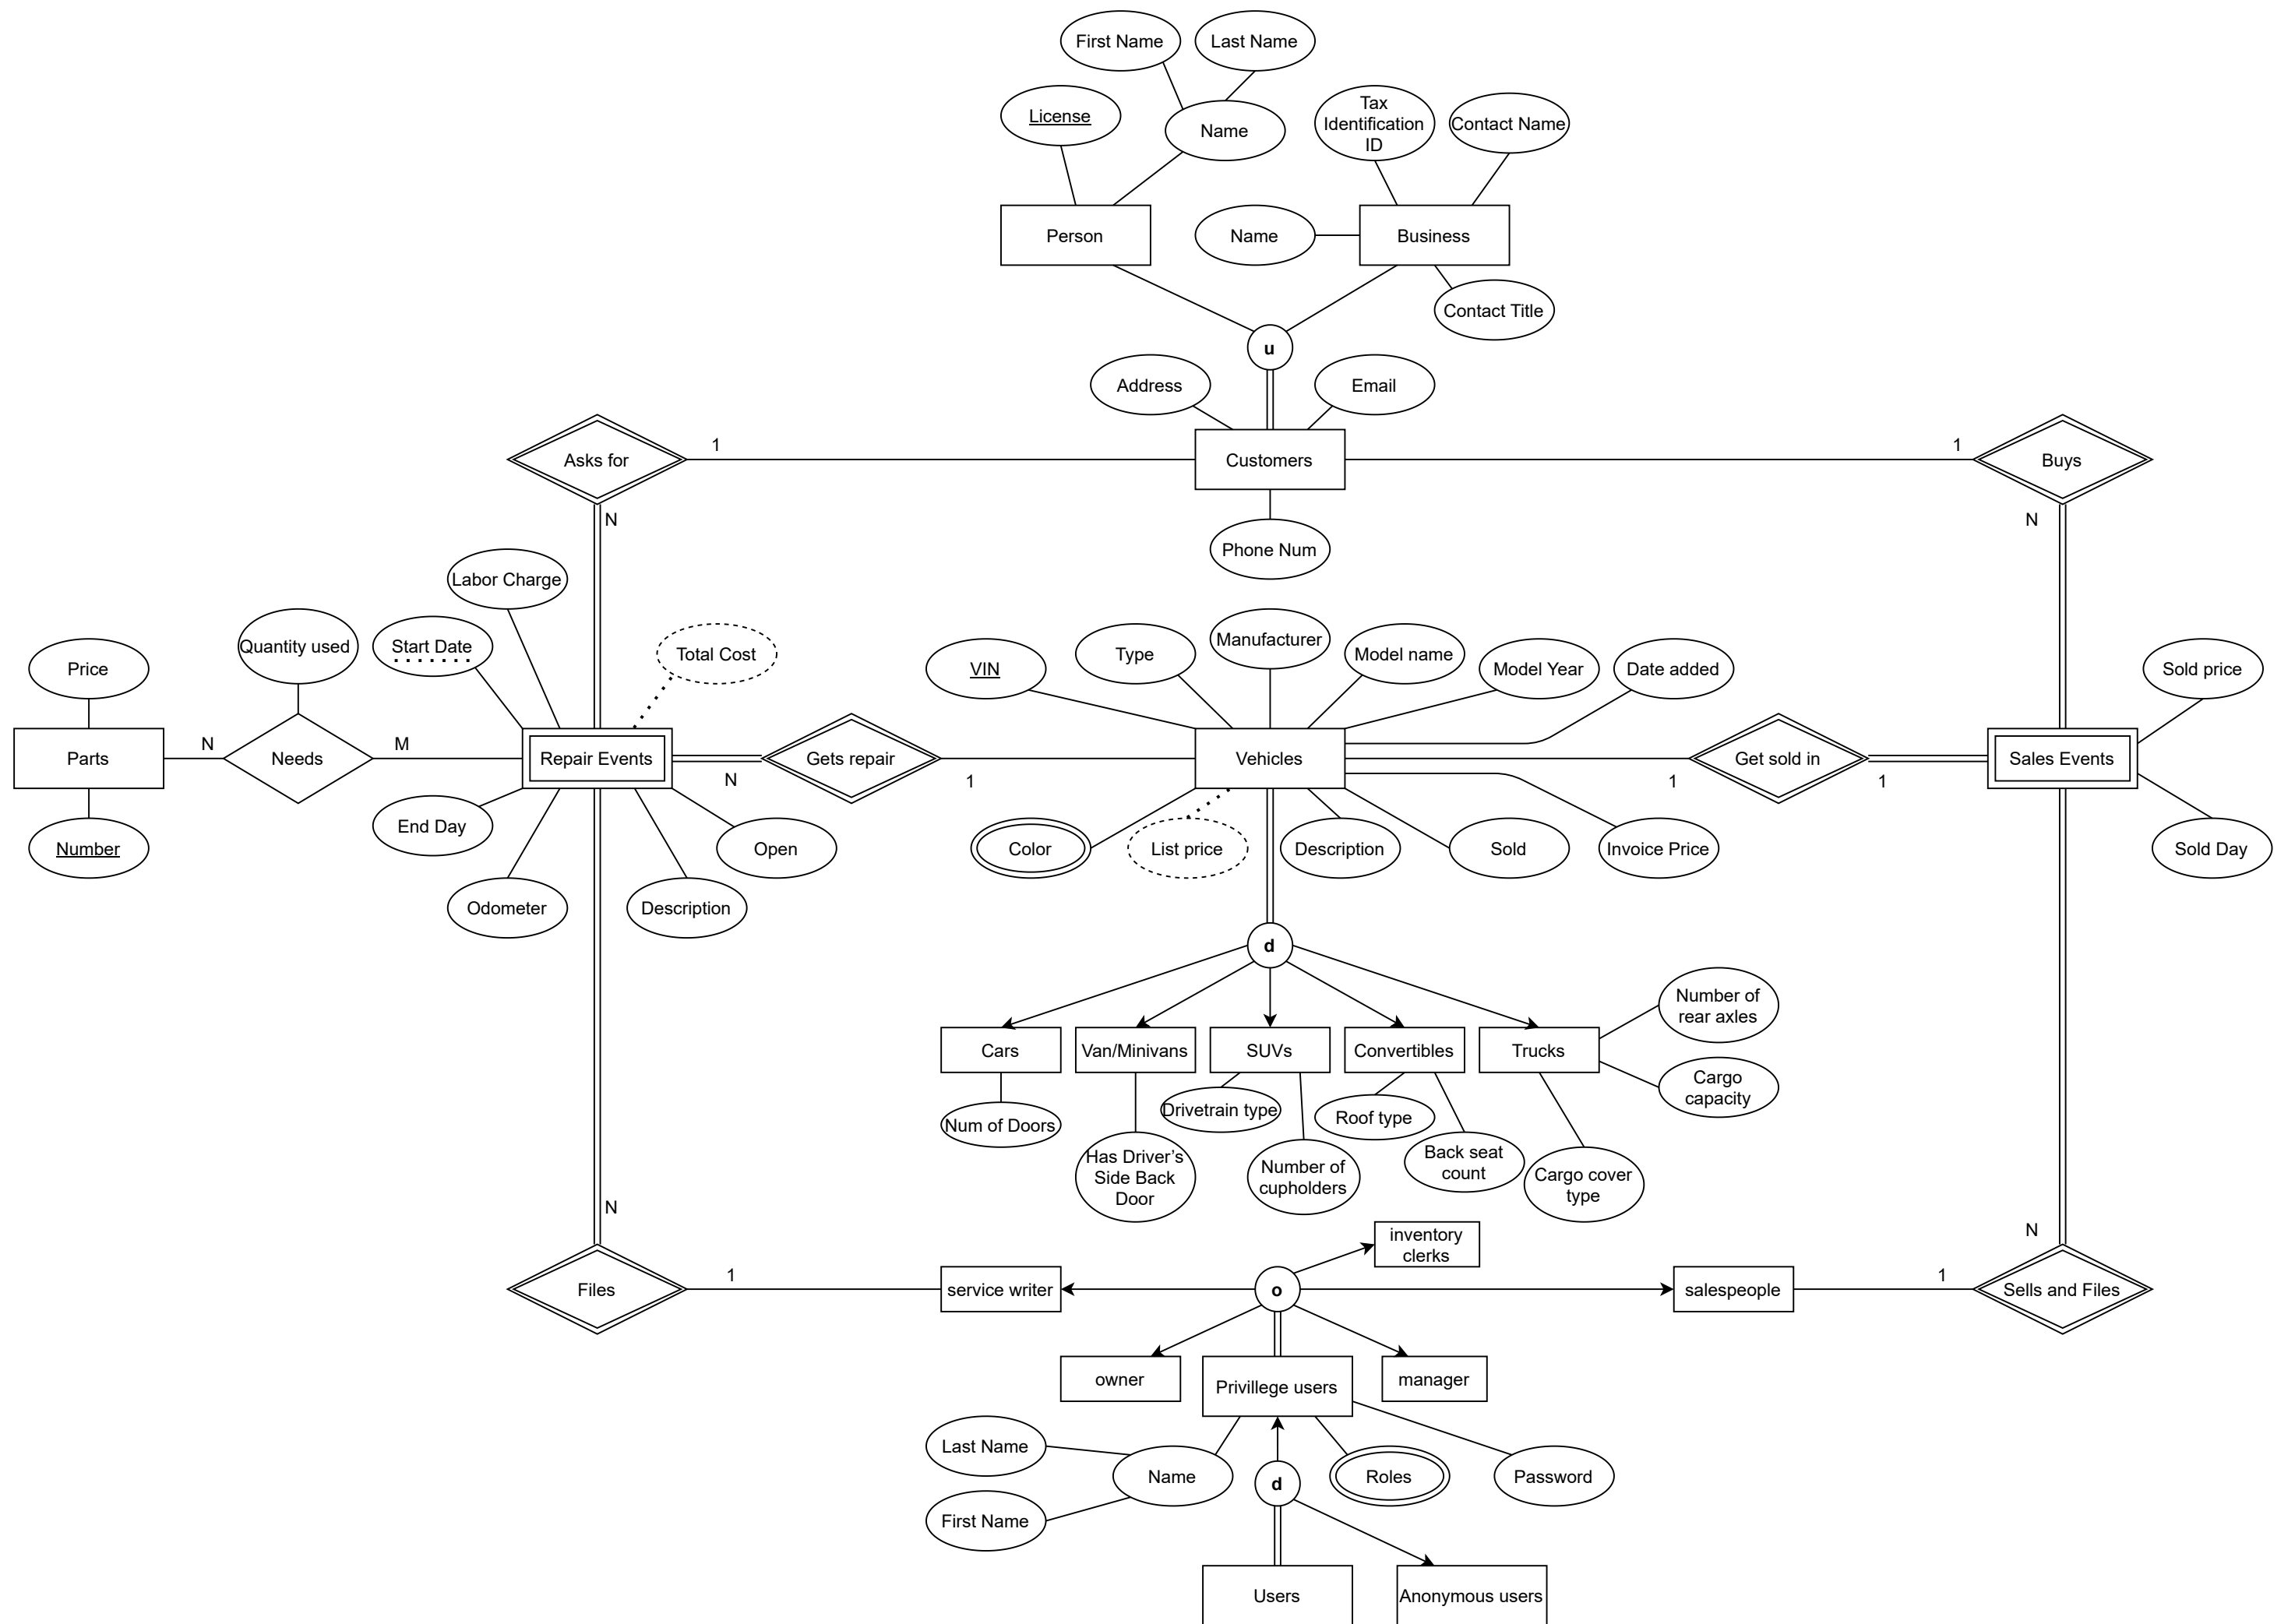 First Name
Last Name
License
Name
Tax
Identification
ID
Contact Name
Person
Name
Business
Contact Title
u
Address
Email
Asks for
1
Customers
1
Buys
N
N
Phone Num
Labor Charge
Quantity used
Start Date
Total Cost
Price
VIN
Type
Manufacturer
Model name
Model Year
Date added
Sold price
Parts
N
Needs
M
Repair Events
N
Gets repair
1
Vehicles
1
Get sold in
1
Sales Events
Number
End Day
Open
Color
List price
Description
Sold
Invoice Price
Sold Day
Odometer
Description
d
Number of
rear axles
Cars
Van/Minivans
SUVs
Convertibles
Trucks
Cargo
capacity
Num of Doors
Drivetrain type
Roof type
Has Driver’s
Side Back
Door
Number of
cupholders
Back seat
count
Cargo cover
type
N
N
inventory
clerks
Files
1
service writer
o
salespeople
1
Sells and Files
owner
Privillege users
manager
Last Name
Name
Roles
Password
d
First Name
Users
Anonymous users